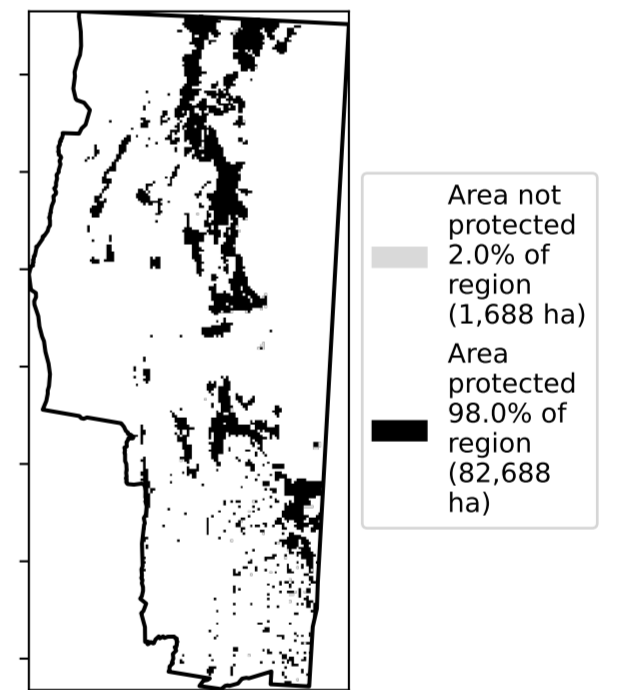 Area not
protected
2.0% of
region
(1,688 ha)
Area
protected
98.0% of
region
(82,688
ha)